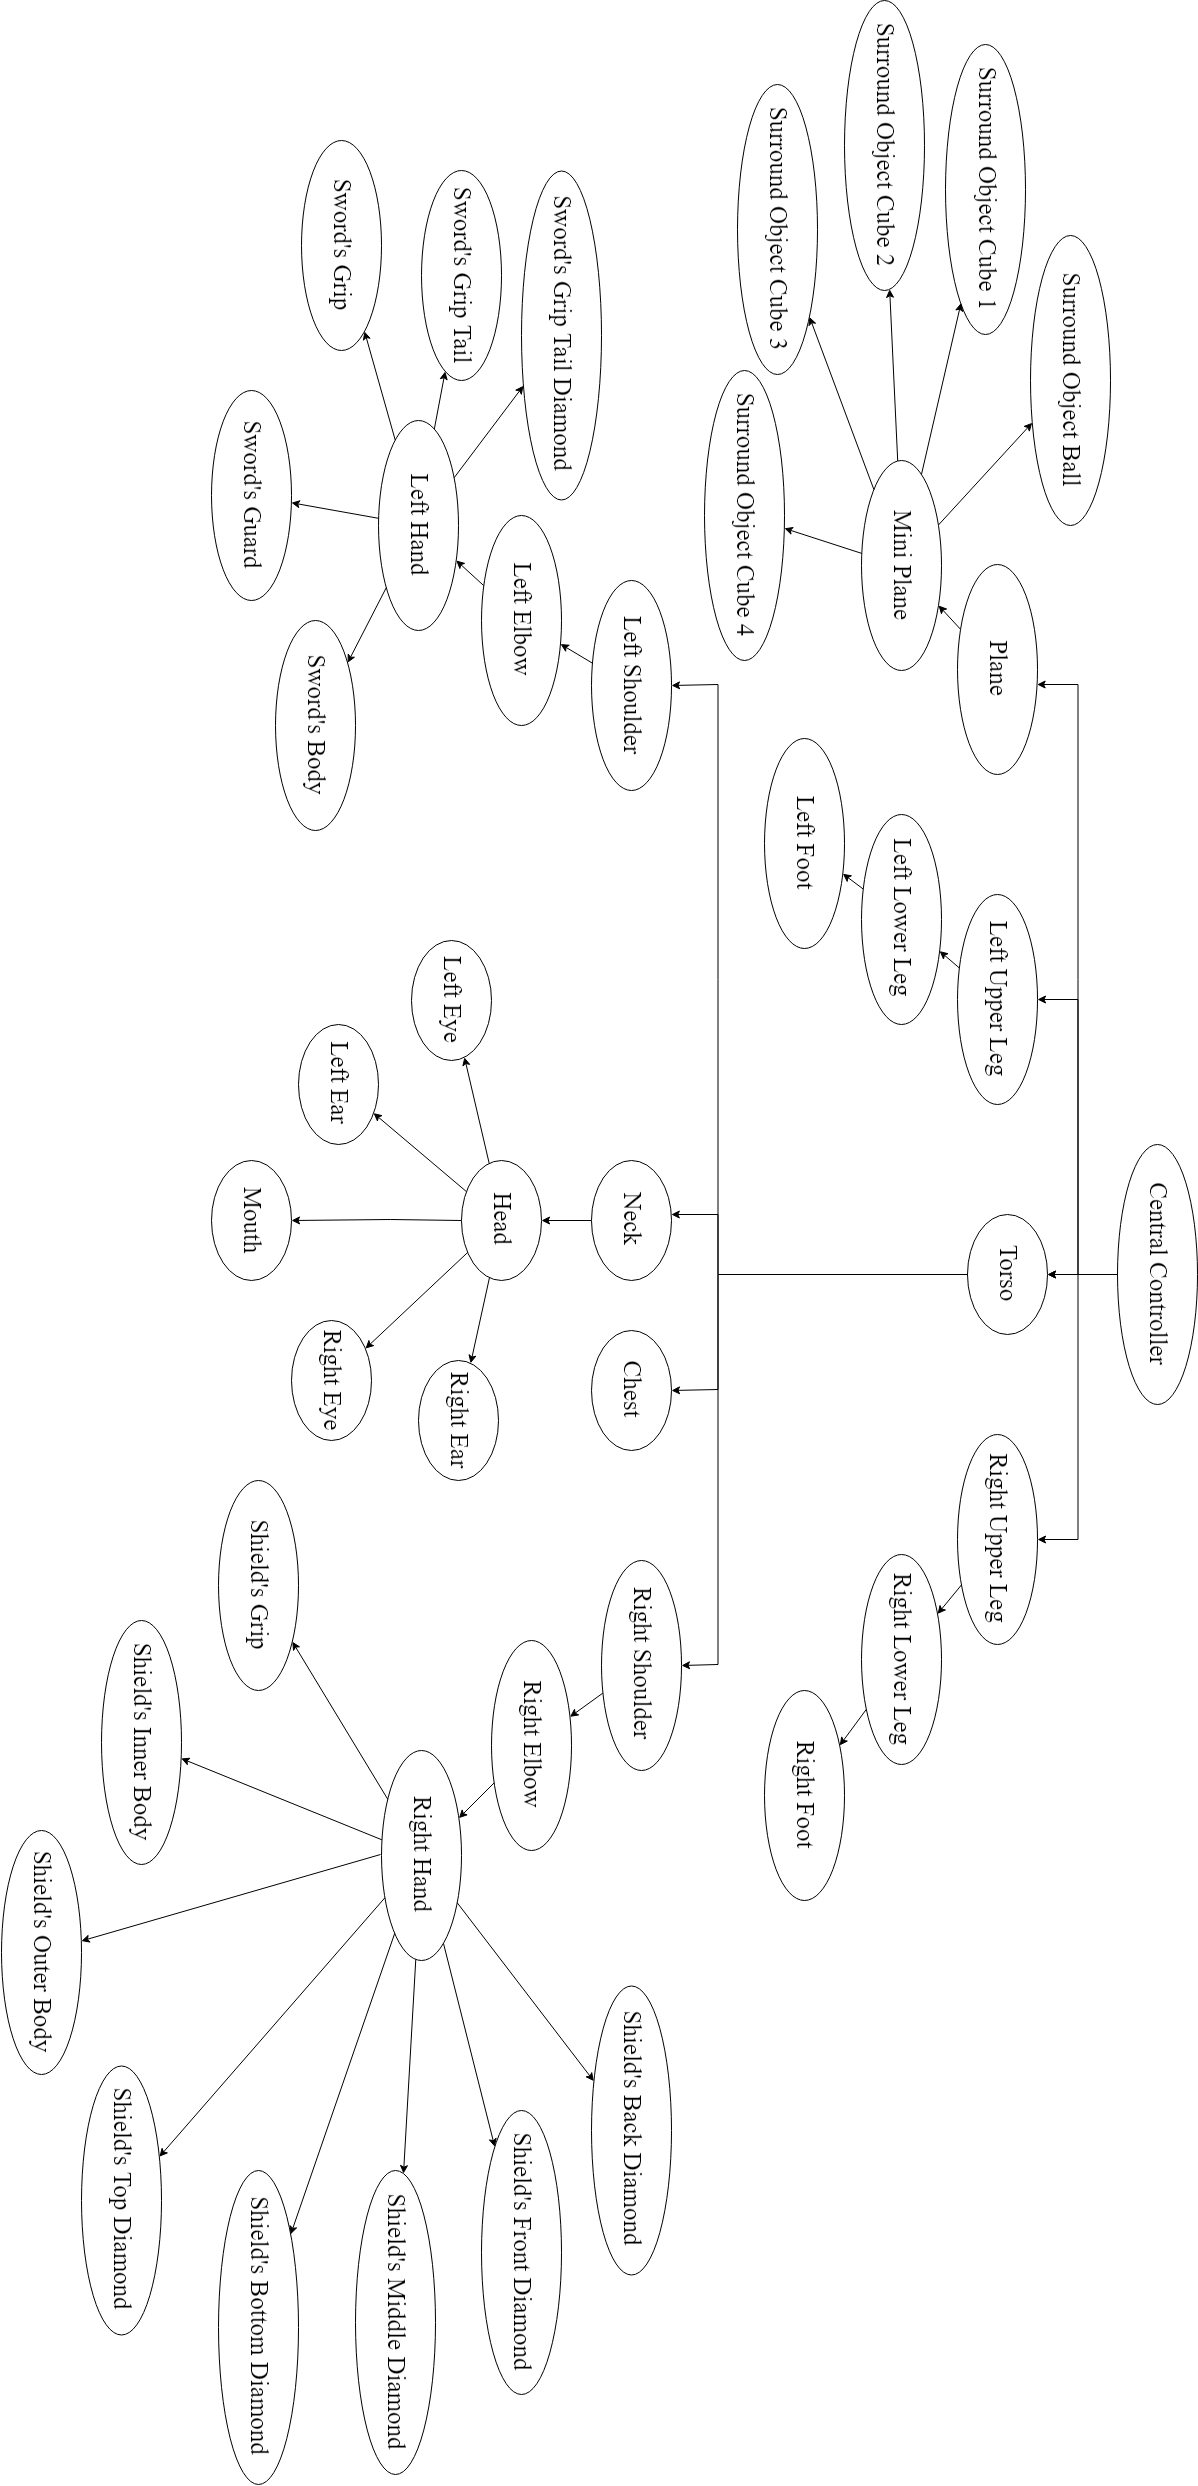 Central Controller
Plane
Left Upper Leg
Torso
Right Upper Leg
Mini Plane
Left Lower Leg
Right Lower Leg
Surround Object Ball
Surround Object Cube 1
Surround Object Cube 2
Surround Object Cube 3
Surround Object Cube 4
Left Foot
Right Foot
Left Shoulder
Neck
Chest
Right Shoulder
Left Elbow
Head
Right Elbow
Left Hand
Right Hand
Sword's Grip Tail Diamond
Sword's Grip Tail
Sword's Grip
Sword's Guard
Sword's Body
Left Eye
Left Ear
Mouth
Right Eye
Right Ear
Shield's Grip
Shield's Inner Body
Shield's Outer Body
Shield's Top Diamond
Shield's Bottom Diamond
Shield's Middle Diamond
Shield's Front Diamond
Shield's Back Diamond